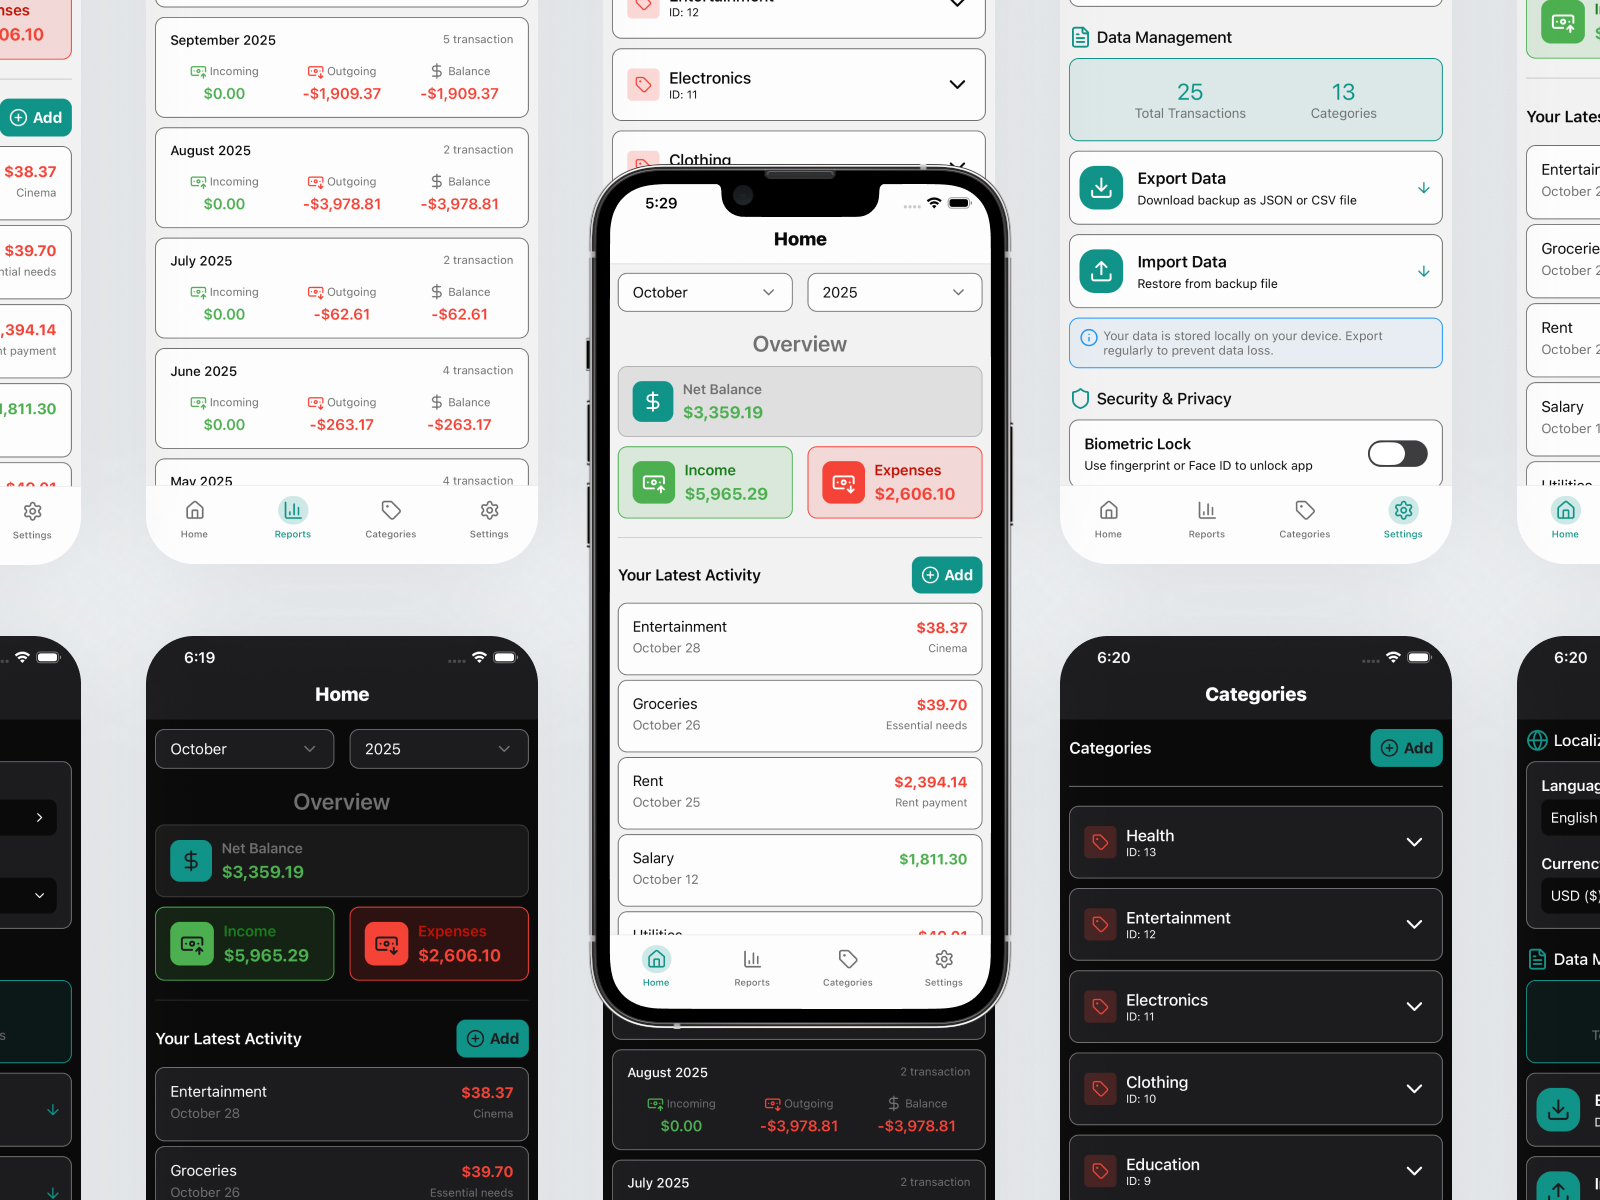 nses
06.10
Add
$38.37
Cinema
$39.70
ntial needs
,394.14
nt payment
1,811.30
Settings
September 2025
5 transaction
Incoming
Outgoing
Balance
$0.00
-$1,909.37
-$1,909.37
August 2025
2 transaction
Incoming
Outgoing
Balance
$0.00
-$3,978.81
-$3,978.81
July 2025
2 transaction
Incoming
Outgoing
Balance
$0.00
-$62.61
-$62.61
June 2025
4 transaction
Incoming
Outgoing
Balance
$0.00
-$263.17
-$263.17
May 2025
4 transaction
Home
Reports
Categories
Settings
Entertainment
ID: 12
Electronics
ID: 11
Clothing
5:29
Home
October
2025
Overview
Net Balance
$3,359.19
Income
$5,965.29
Expenses
$2,606.10
Your Latest Activity
Add
Entertainment
$38.37
October 28
Cinema
Groceries
$39.70
October 26
Essential needs
Rent
$2,394.14
October 25
Rent payment
Salary
$1,811.30
October 12
Utilities
$40.01
Home
Reports
Categories
Settings
Data Management
25
13
Total Transactions
Categories
Export Data
Download backup as JSON or CSV file
Import Data
Restore from backup file
Your data is stored locally on your device. Export
regularly to prevent data loss.
Security & Privacy
Biometric Lock
Use fingerprint or Face ID to unlock app
Home
Reports
Categories
Settings
Your Lates
Entertain
October 2
Groceries
October 2
Rent
October 2
Salary
October 1
Utilities
Home
6:19
Home
October
2025
Overview
Net Balance
$3,359.19
Income
$5,965.29
Expenses
$2,606.10
Your Latest Activity
Add
Entertainment
$38.37
October 28
Cinema
Groceries
$39.70
October 26
Essential needs
August 2025
2 transaction
Incoming
Outgoing
Balance
$0.00
-$3,978.81
-$3,978.81
July 2025
2 transaction
6:20
Categories
Categories
Add
Health
ID: 13
Entertainment
ID: 12
Electronics
ID: 11
Clothing
ID: 10
Education
ID: 9
6:20
Localiz
Languag
English
Currenc
USD ($)
Data M